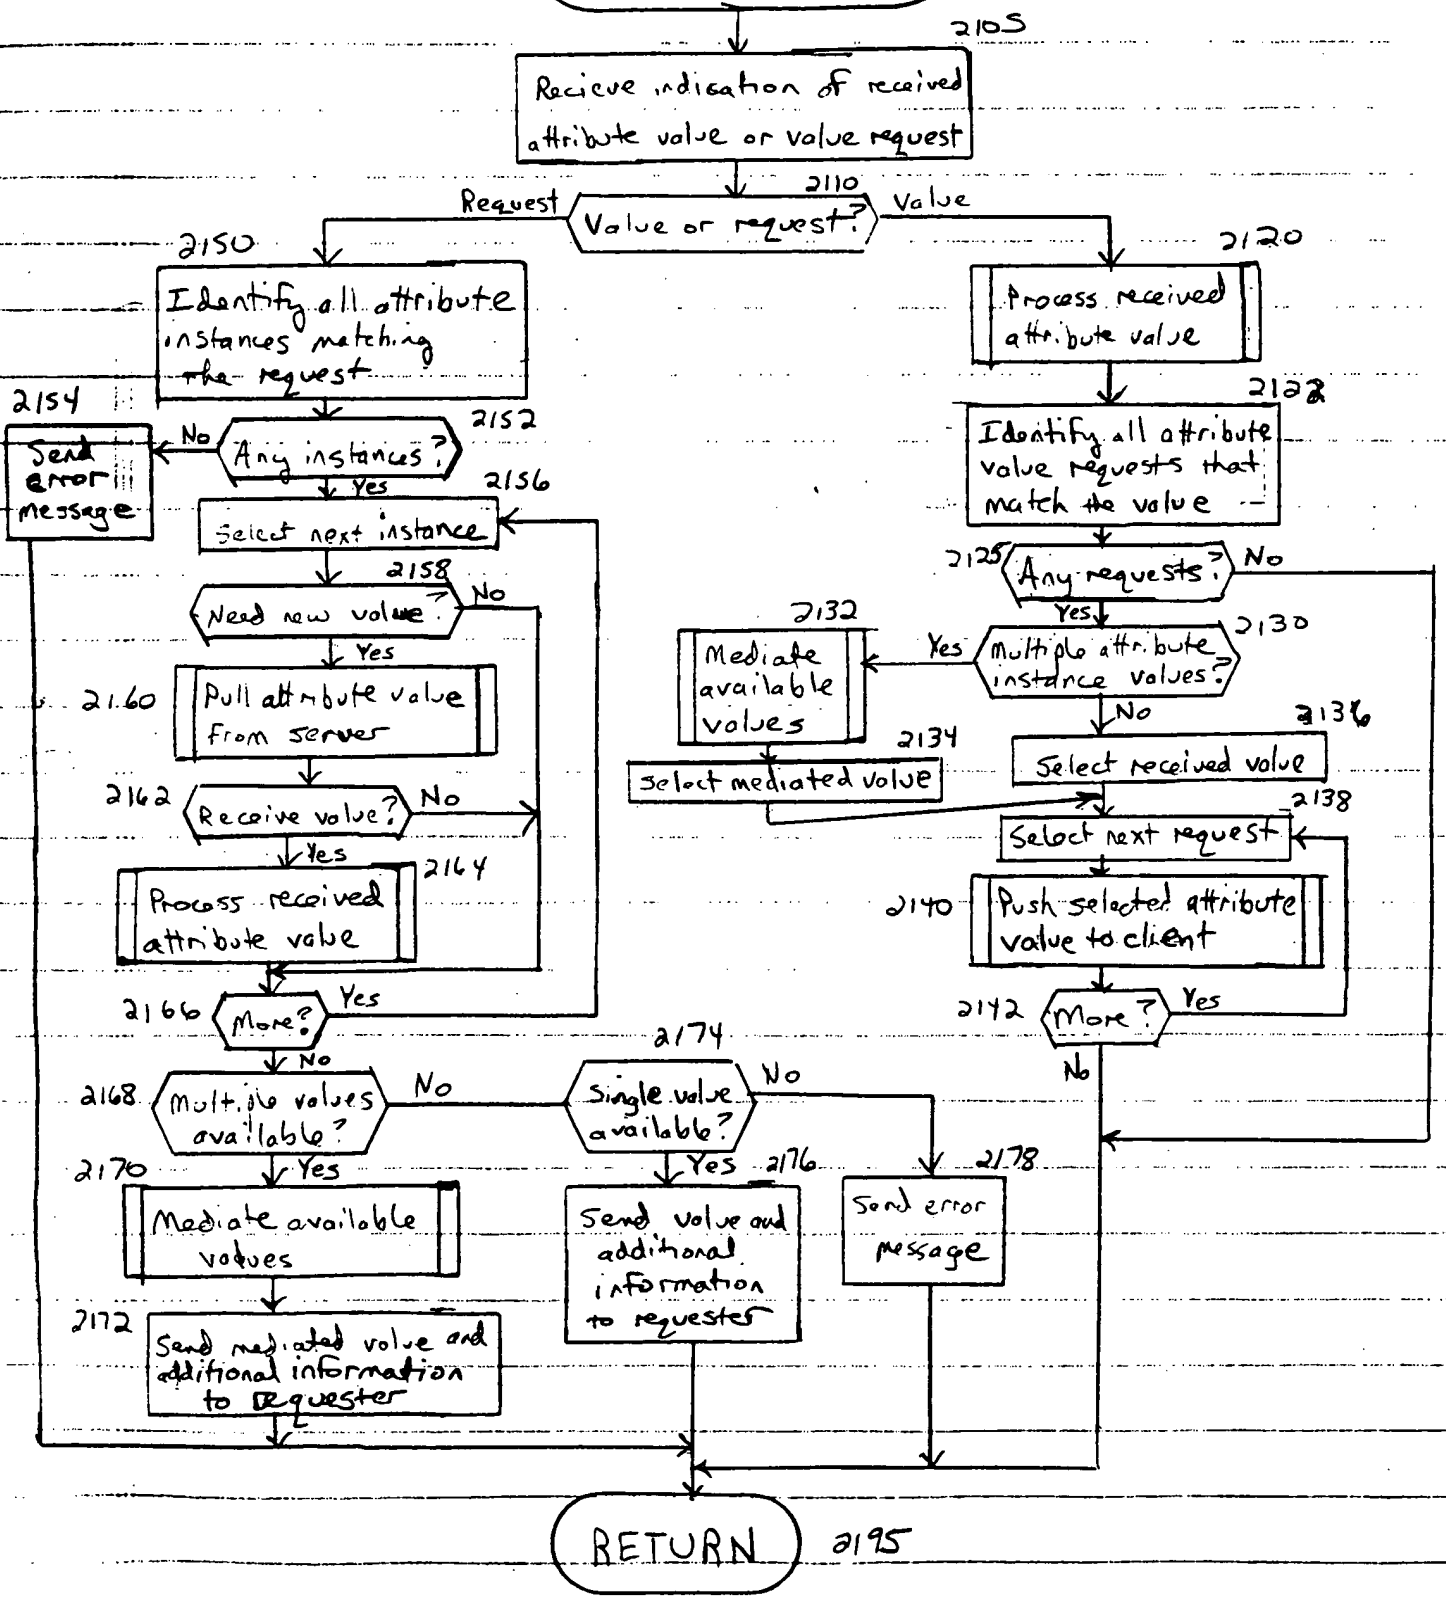 2105
Recieve indication of received
attribute value or value request
2110
Value or request?
Request
Value
2150
Identify all attribute
instances matching
the request
2152
Any instances?
No
2154
Send
error
message
Yes
2156
Select next instance
2158
Need new value?
No
Yes
2160
Pull attribute value
from server
2162
Receive value?
No
Yes
2164
Process received
attribute value
2166
More?
Yes
No
2168
Multiple values
available?
No
Yes
2170
Mediate available
values
2172
Send mediated value and
additional information
to requester
2174
Single value
available?
No
Yes
2176
Send value and
additional
information
to requester
2178
Send error
message
2120
Process received
attribute value
2122
Identify all attribute
value requests that
match the value
2125
Any requests?
No
Yes
2130
Multiple attribute
instance values?
Yes
2132
Mediate
available
values
2134
Select mediated value
No
2136
Select received value
2138
Select next request
2140
Push selected attribute
value to client
2142
More?
Yes
No
RETURN
2195